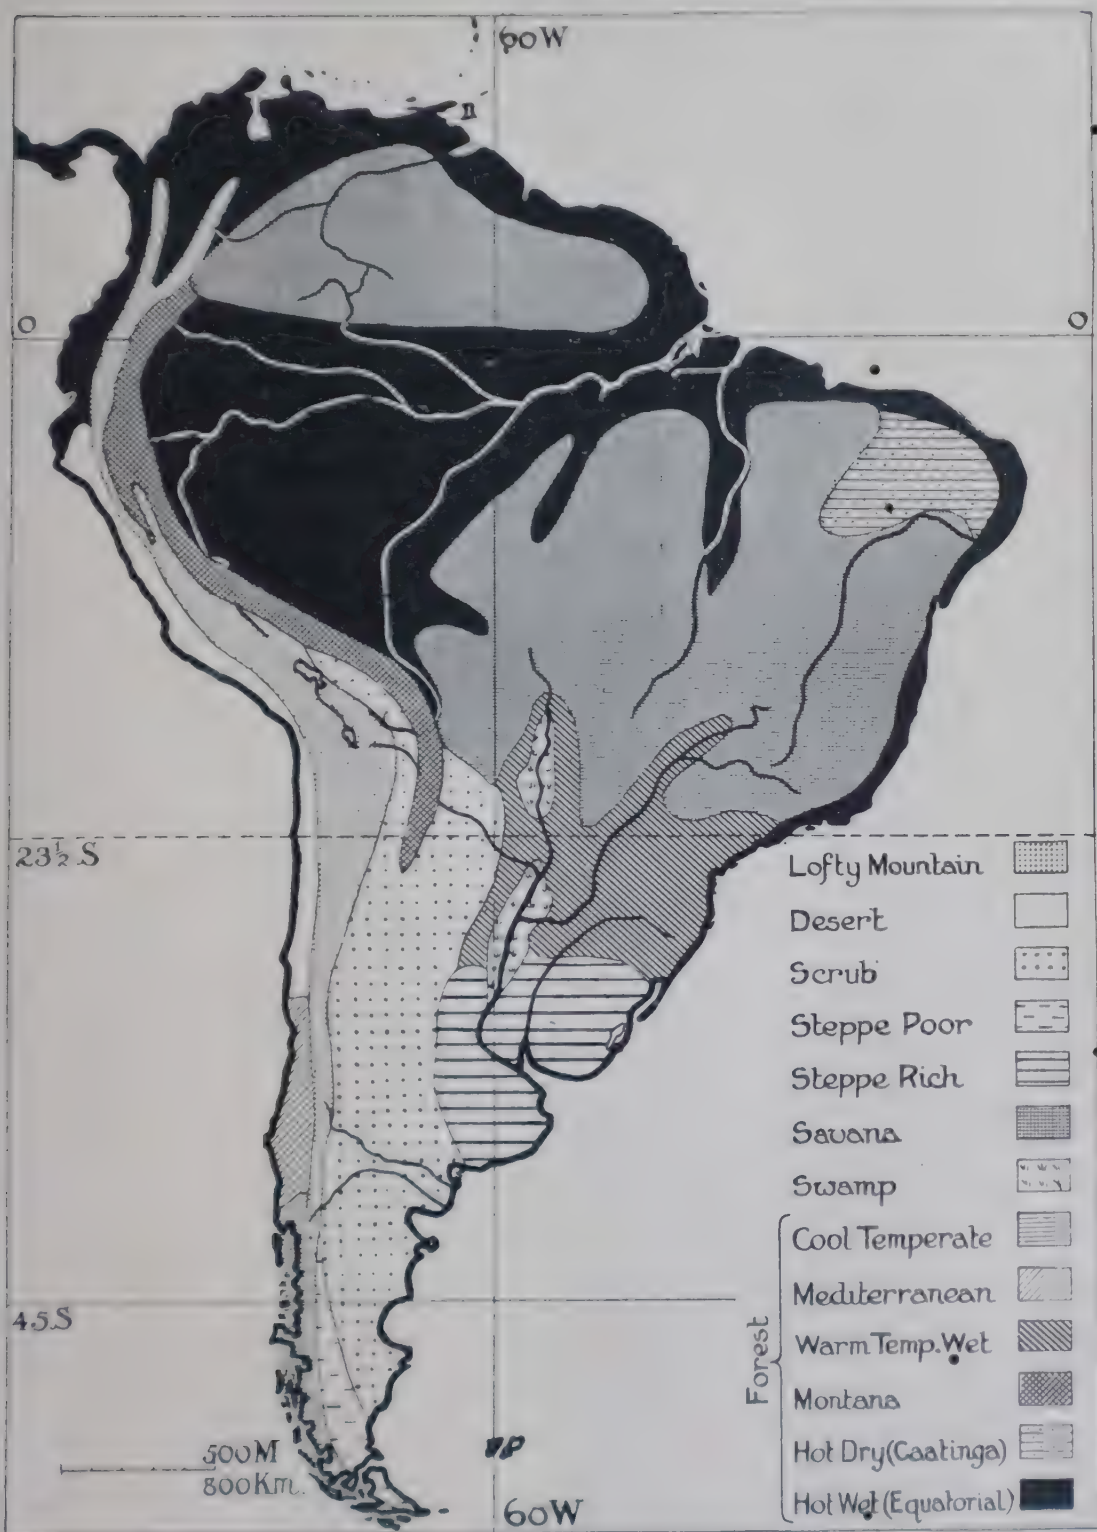 60W
0
0
23½ S
45S
Lofty Mountain
Desert
Scrub
Steppe Poor
Steppe Rich
Savana
Swamp
Forest
Cool Temperate
Mediterranean
Warm Temp. Wet
Montana
Hot Dry (Caatinga)
Hot Wet (Equatorial)
500M
800Km.
60W